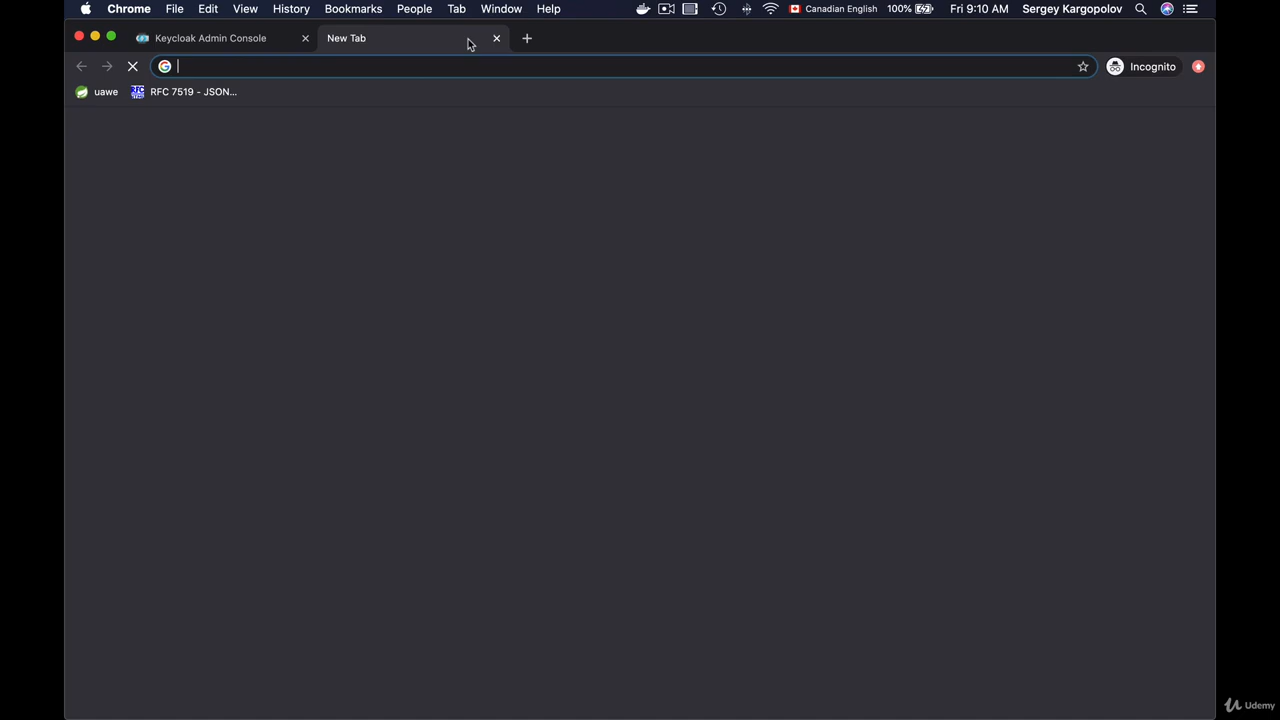 Chrome File Edit View History Bookmarks People Tab Window Help Canadian English 100% Fri 9:10 AM Sergey Kargopolov
Keycloak Admin Console New Tab
Incognito
uawe RFC 7519 - JSON...
Udemy